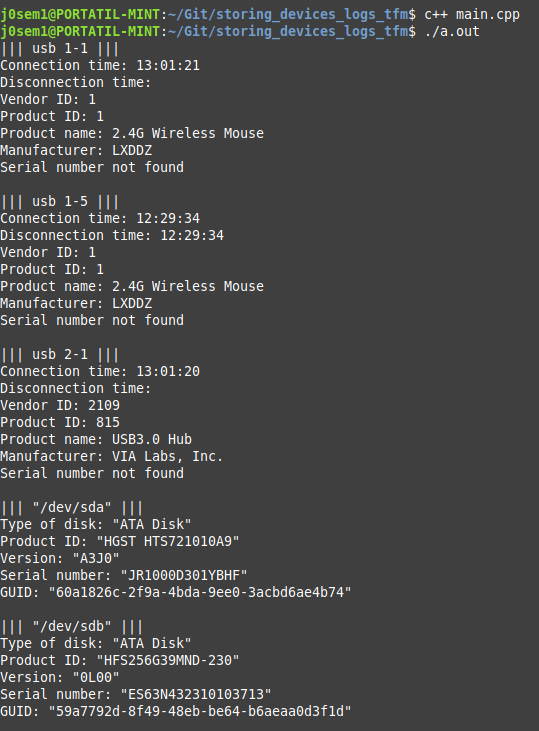 j0sem1@PORTATIL-MINT:~/Git/storing_devices_logs_tfm$ c++ main.cpp
j0sem1@PORTATIL-MINT:~/Git/storing_devices_logs_tfm$ ./a.out
||| usb 1-1 |||
Connection time: 13:01:21
Disconnection time:
Vendor ID: 1
Product ID: 1
Product name: 2.4G Wireless Mouse
Manufacturer: LXDDZ
Serial number not found
||| usb 1-5 |||
Connection time: 12:29:34
Disconnection time: 12:29:34
Vendor ID: 1
Product ID: 1
Product name: 2.4G Wireless Mouse
Manufacturer: LXDDZ
Serial number not found
||| usb 2-1 |||
Connection time: 13:01:20
Disconnection time:
Vendor ID: 2109
Product ID: 815
Product name: USB3.0 Hub
Manufacturer: VIA Labs, Inc.
Serial number not found
||| "/dev/sda" |||
Type of disk: "ATA Disk"
Product ID: "HGST HTS721010A9"
Version: "A3J0"
Serial number: "JR1000D301YBHF"
GUID: "60a1826c-2f9a-4bda-9ee0-3acbd6ae4b74"
||| "/dev/sdb" |||
Type of disk: "ATA Disk"
Product ID: "HFS256G39MND-230"
Version: "0L00"
Serial number: "ES63N432310103713"
GUID: "59a7792d-8f49-48eb-be64-b6aeaa0d3f1d"